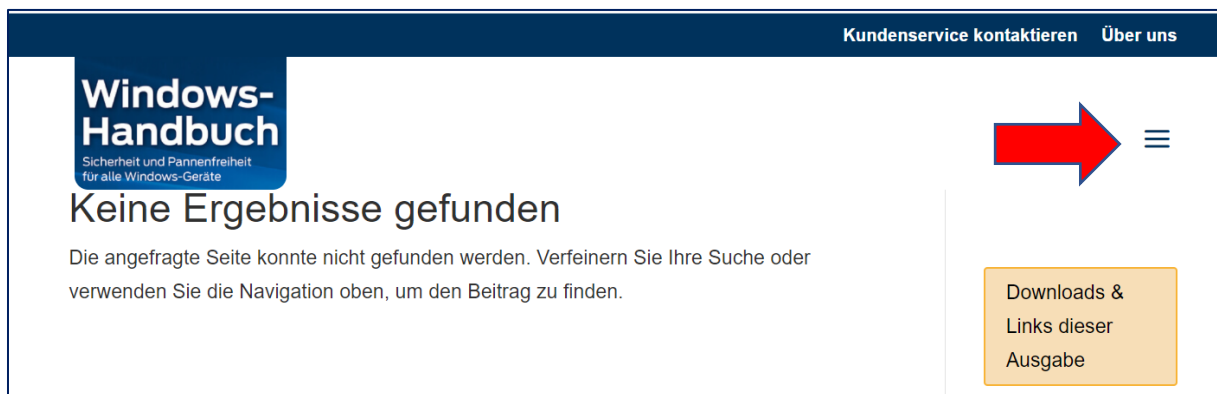 Kundenservice kontaktieren Über uns
Windows-
Handbuch
Sicherheit und Pannenfreiheit
für alle Windows-Geräte
Keine Ergebnisse gefunden
Die angefragte Seite konnte nicht gefunden werden. Verfeinern Sie Ihre Suche oder
verwenden Sie die Navigation oben, um den Beitrag zu finden.
Downloads &
Links dieser
Ausgabe